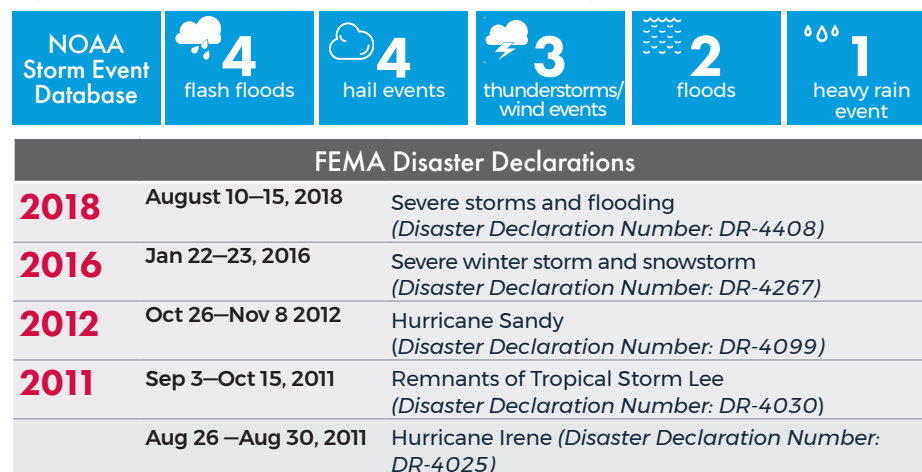 NOAA
Storm Event
Database
4
flash floods
4
hail events
3
thunderstorms/
wind events
2
floods
1
heavy rain
event
FEMA Disaster Declarations
2018
August 10—15, 2018
Severe storms and flooding
(Disaster Declaration Number: DR-4408)
2016
Jan 22—23, 2016
Severe winter storm and snowstorm
(Disaster Declaration Number: DR-4267)
2012
Oct 26—Nov 8 2012
Hurricane Sandy
(Disaster Declaration Number: DR-4099)
2011
Sep 3—Oct 15, 2011
Remnants of Tropical Storm Lee
(Disaster Declaration Number: DR-4030)
Aug 26 —Aug 30, 2011
Hurricane Irene (Disaster Declaration Number:
DR-4025)